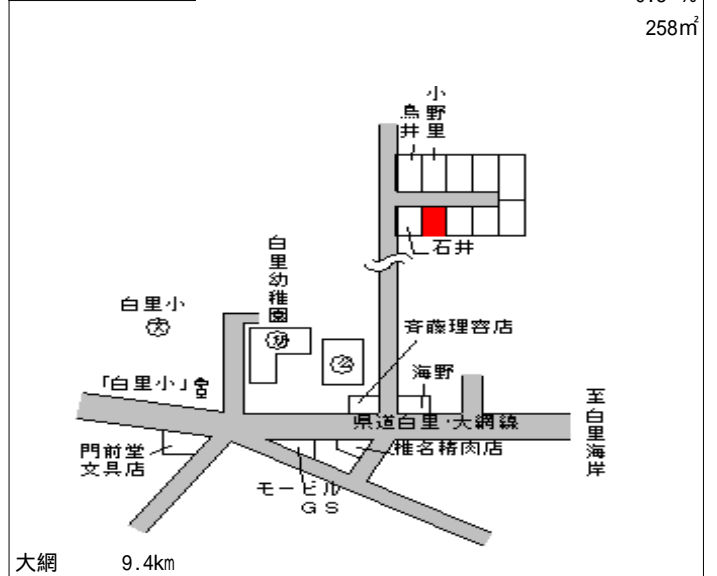 258㎡
小野里
鳥井
石井
白里幼稚園
幼
白里小
文
斉藤理容店
海野
「白里小」
県道白里・大網線
至白里海岸
門前堂
文具店
椎名精肉店
モービル
GS
大網 9.4km